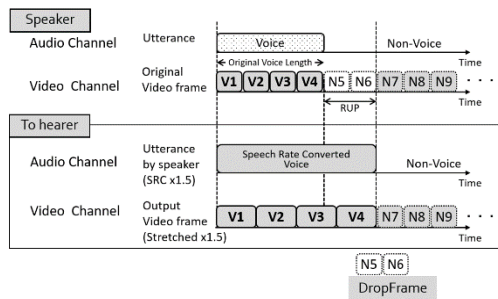 Speaker
Audio Channel Utterance Voice Non-Voice
Time
Original Voice Length
Video Channel Original Video frame V1 V2 V3 V4 N5 N6 N7 N8 N9 · · ·
RUP Time
To hearer
Audio Channel Utterance by speaker (SRC x1.5) Speech Rate Converted Voice Non-Voice
Time
Video Channel Output Video frame (Stretched x1.5) V1 V2 V3 V4 N7 N8 N9 · · ·
Time
N5 N6
DropFrame